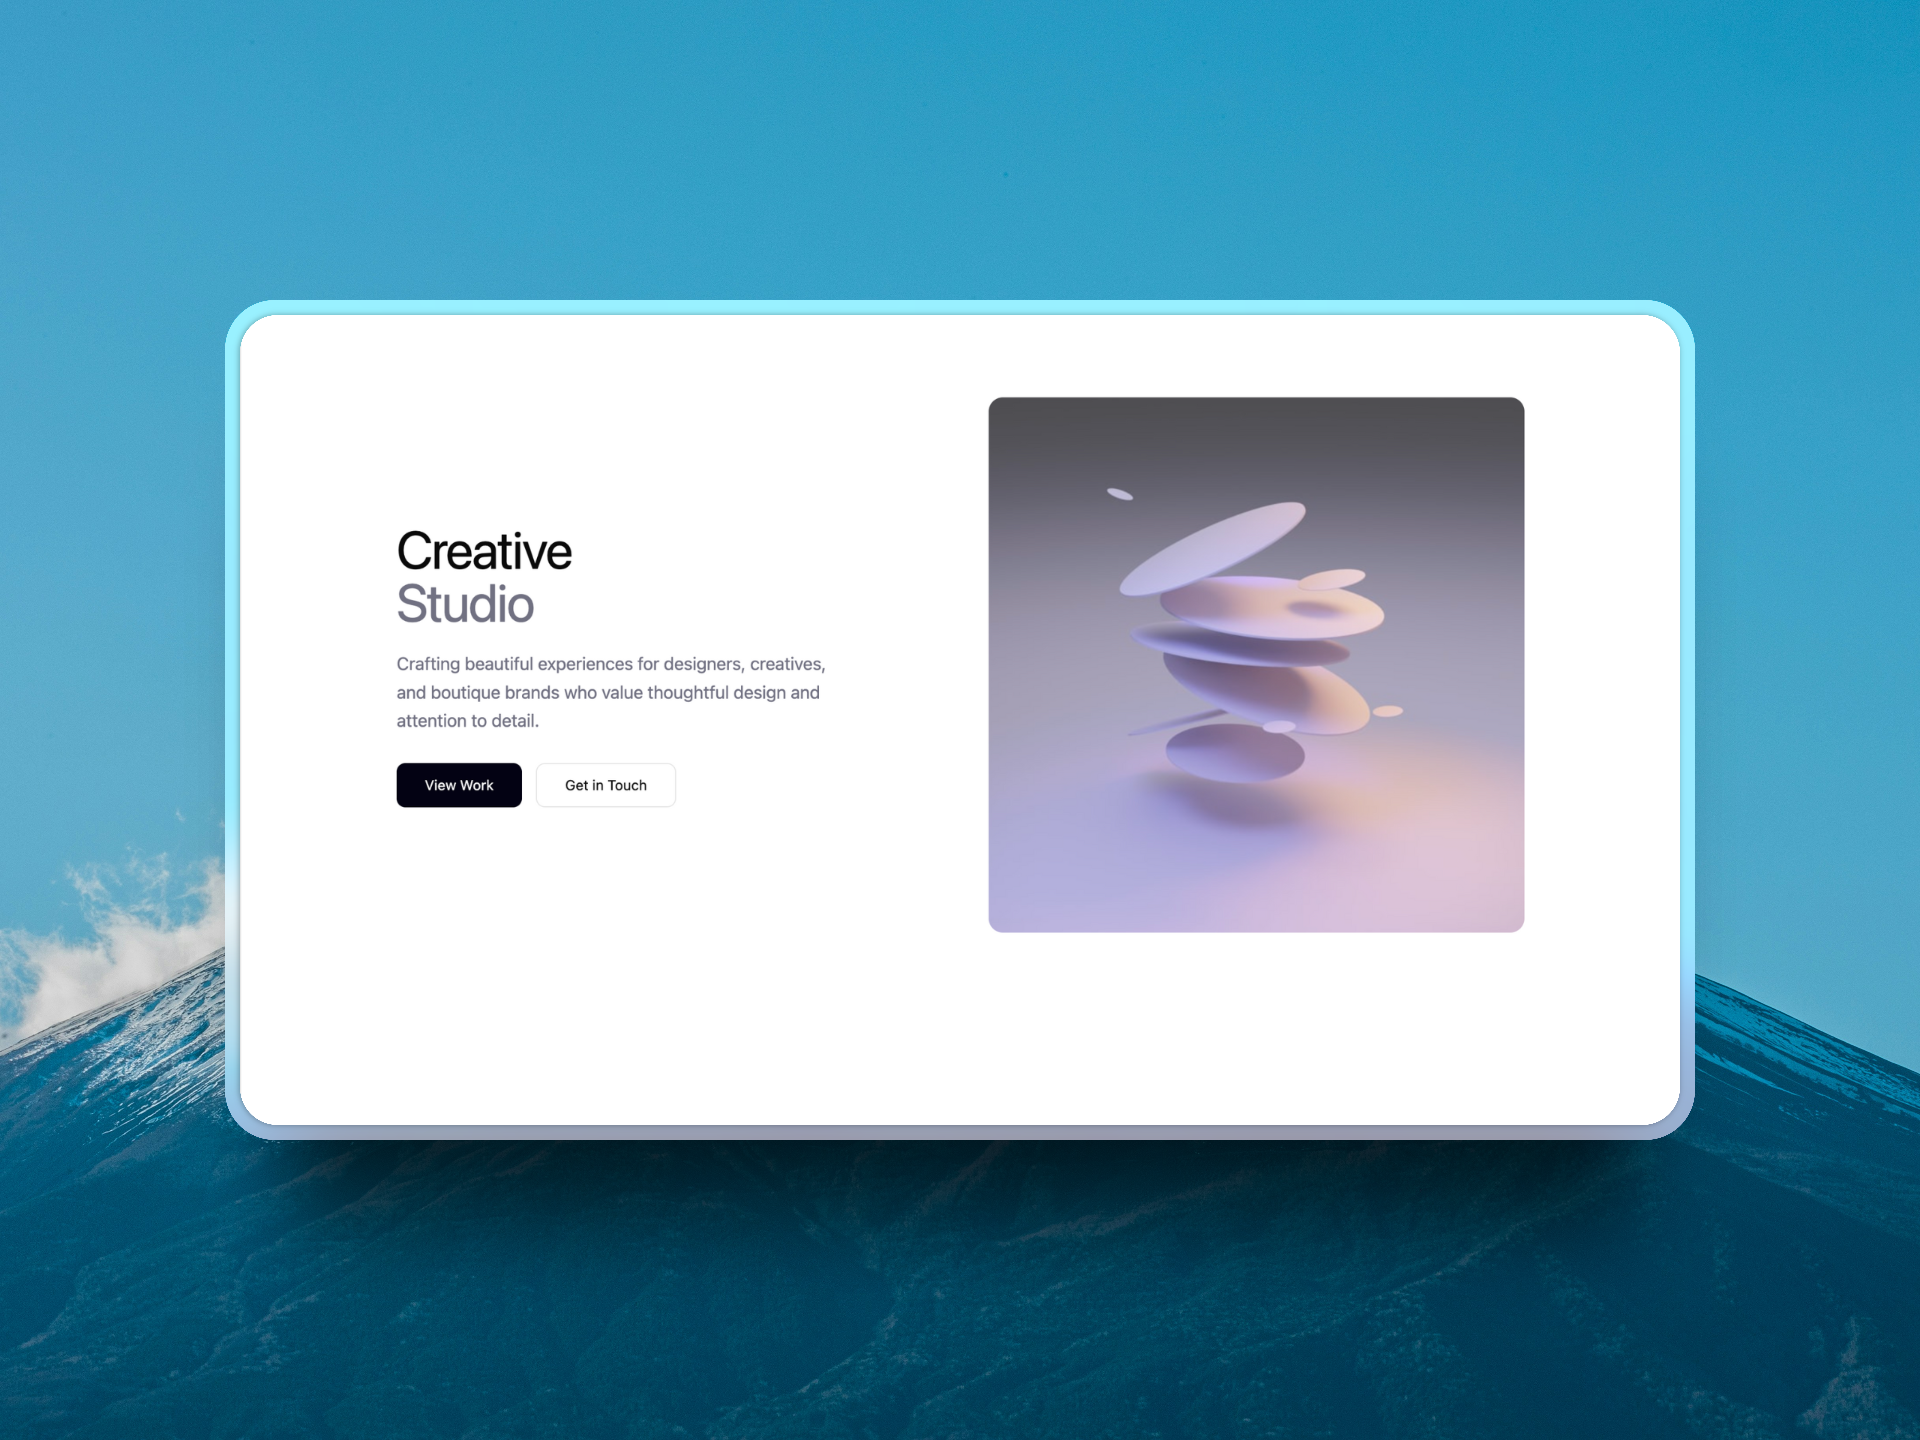 Creative
Studio
Crafting beautiful experiences for designers, creatives,
and boutique brands who value thoughtful design and
attention to detail.
View Work
Get in Touch